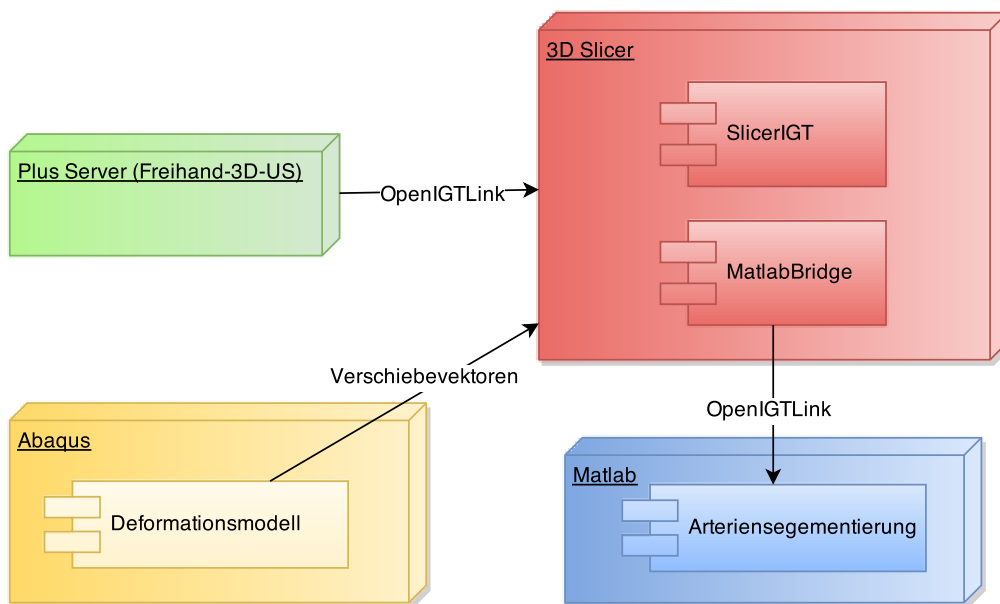 3D Slicer
SlicerIGT
Plus Server (Freihand-3D-US)
OpenIGTLink
MatlabBridge
Verschiebevektoren
OpenIGTLink
Abaqus
Matlab
Deformationsmodell
Arteriensegementierung